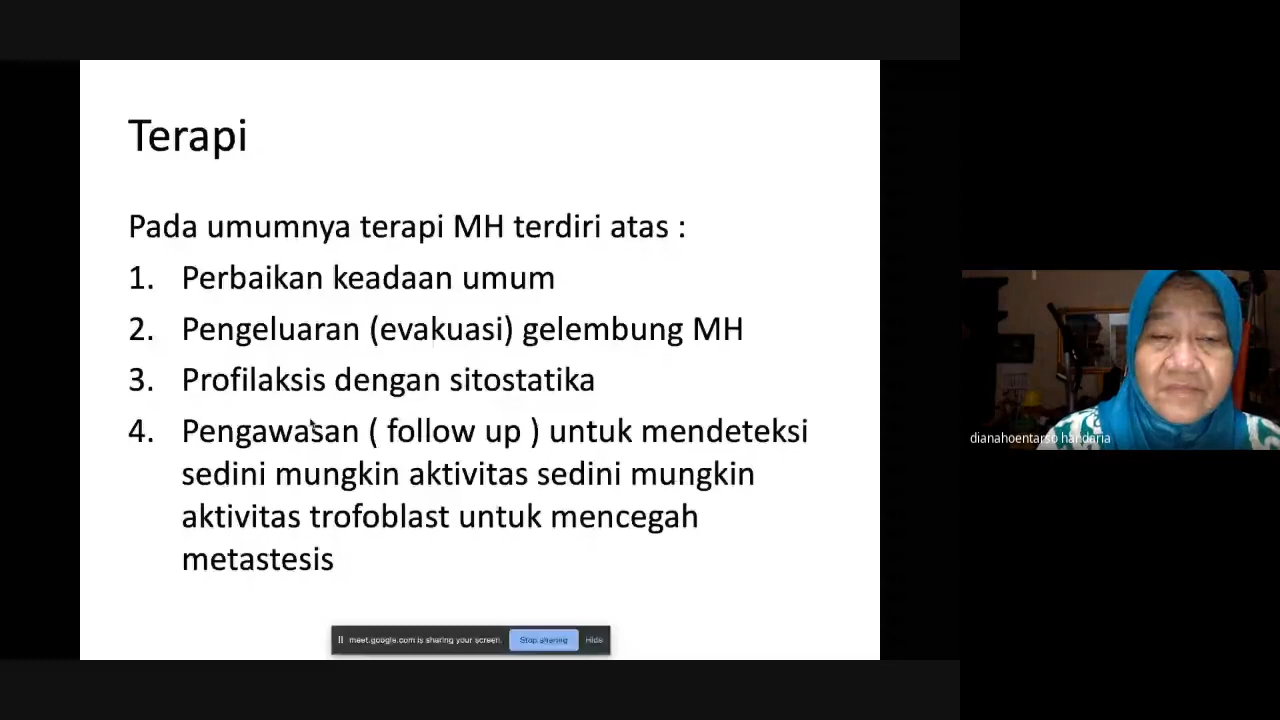 Terapi
Pada umumnya terapi MH terdiri atas :
1. Perbaikan keadaan umum
2. Pengeluaran (evakuasi) gelembung MH
3. Profilaksis dengan sitostatika
4. Pengawasan ( follow up ) untuk mendeteksi
sedini mungkin aktivitas sedini mungkin
aktivitas trofoblast untuk mencegah
metastesis
meet.google.com is sharing your screen.
Stop sharing
Hide
dianahoentarso handaria